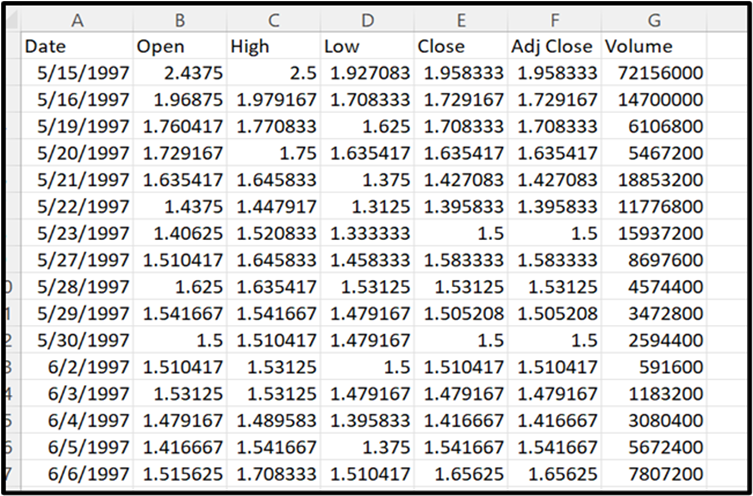 A B C D E F G
Date Open High Low Close Adj Close Volume
5/15/1997 2.4375 2.5 1.927083 1.958333 1.958333 72156000
5/16/1997 1.96875 1.979167 1.708333 1.729167 1.729167 14700000
5/19/1997 1.760417 1.770833 1.625 1.708333 1.708333 6106800
5/20/1997 1.729167 1.75 1.635417 1.635417 1.635417 5467200
5/21/1997 1.635417 1.645833 1.375 1.427083 1.427083 18853200
5/22/1997 1.4375 1.447917 1.3125 1.395833 1.395833 11776800
5/23/1997 1.40625 1.520833 1.333333 1.5 1.5 15937200
5/27/1997 1.510417 1.645833 1.458333 1.583333 1.583333 8697600
0 5/28/1997 1.625 1.635417 1.53125 1.53125 1.53125 4574400
1 5/29/1997 1.541667 1.541667 1.479167 1.505208 1.505208 3472800
2 5/30/1997 1.5 1.510417 1.479167 1.5 1.5 2594400
3 6/2/1997 1.510417 1.53125 1.5 1.510417 1.510417 591600
4 6/3/1997 1.53125 1.53125 1.479167 1.479167 1.479167 1183200
5 6/4/1997 1.479167 1.489583 1.395833 1.416667 1.416667 3080400
6 6/5/1997 1.416667 1.541667 1.375 1.541667 1.541667 5672400
7 6/6/1997 1.515625 1.708333 1.510417 1.65625 1.65625 7807200